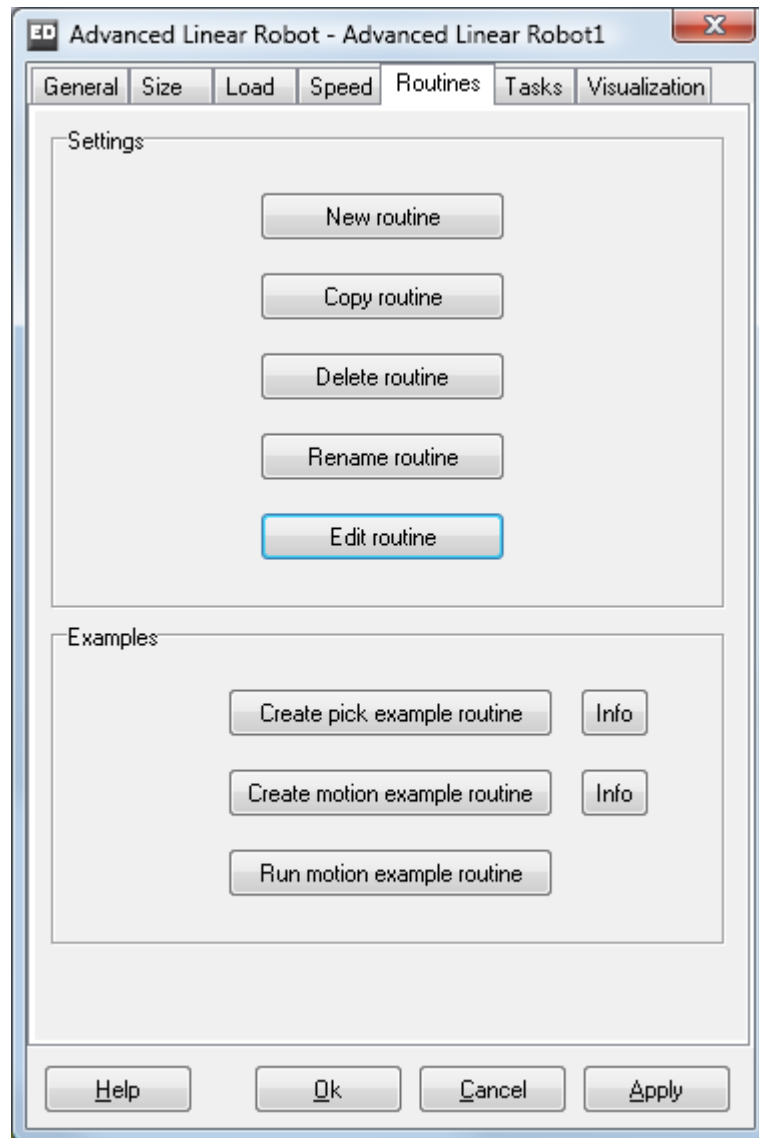 ED Advanced Linear Robot - Advanced Linear Robot1 X
General Size Load Speed Routines Tasks Visualization
Settings
New routine
Copy routine
Delete routine
Rename routine
Edit routine
Examples
Create pick example routine Info
Create motion example routine Info
Run motion example routine
Help Ok Cancel Apply